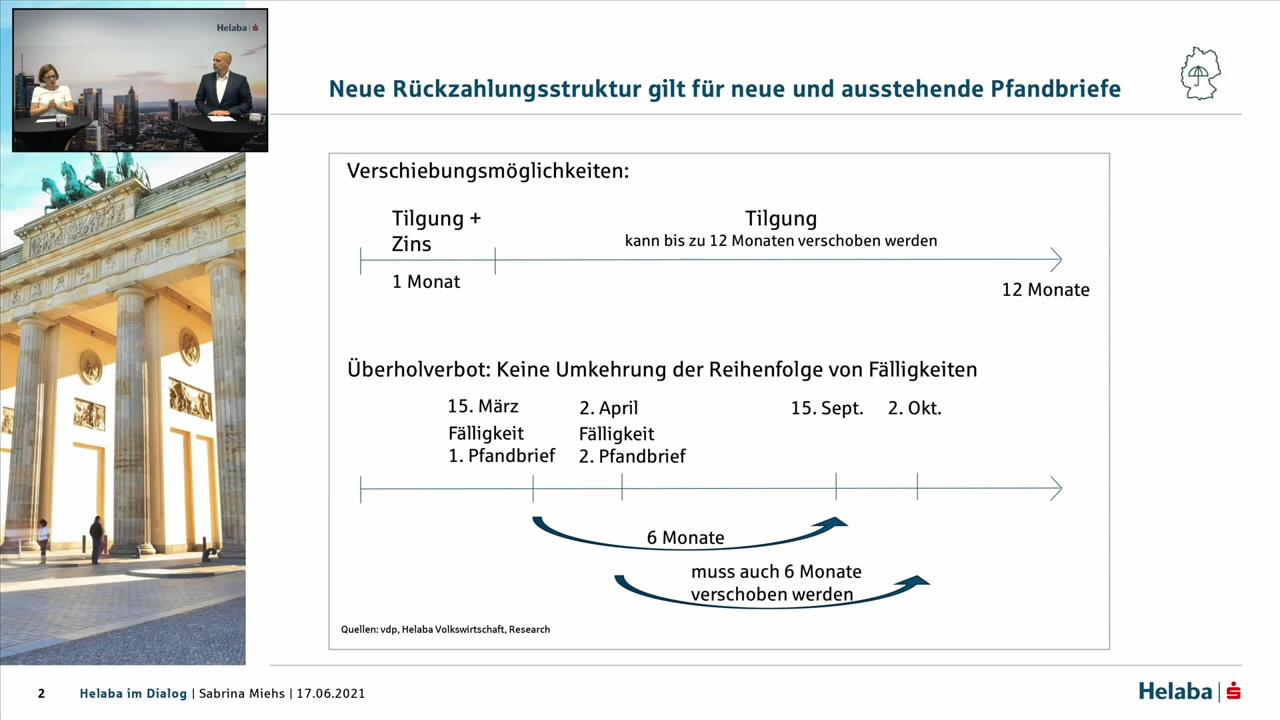 Helaba
Neue Rückzahlungsstruktur gilt für neue und ausstehende Pfandbriefe
Verschiebungsmöglichkeiten:
Tilgung +
Zins
1 Monat
Tilgung
kann bis zu 12 Monaten verschoben werden
12 Monate
Überholverbot: Keine Umkehrung der Reihenfolge von Fälligkeiten
15. März
Fälligkeit
1. Pfandbrief
2. April
Fälligkeit
2. Pfandbrief
15. Sept.
2. Okt.
6 Monate
muss auch 6 Monate
verschoben werden
Quellen: vdp, Helaba Volkswirtschaft, Research
2 Helaba im Dialog | Sabrina Miehs | 17.06.2021
Helaba